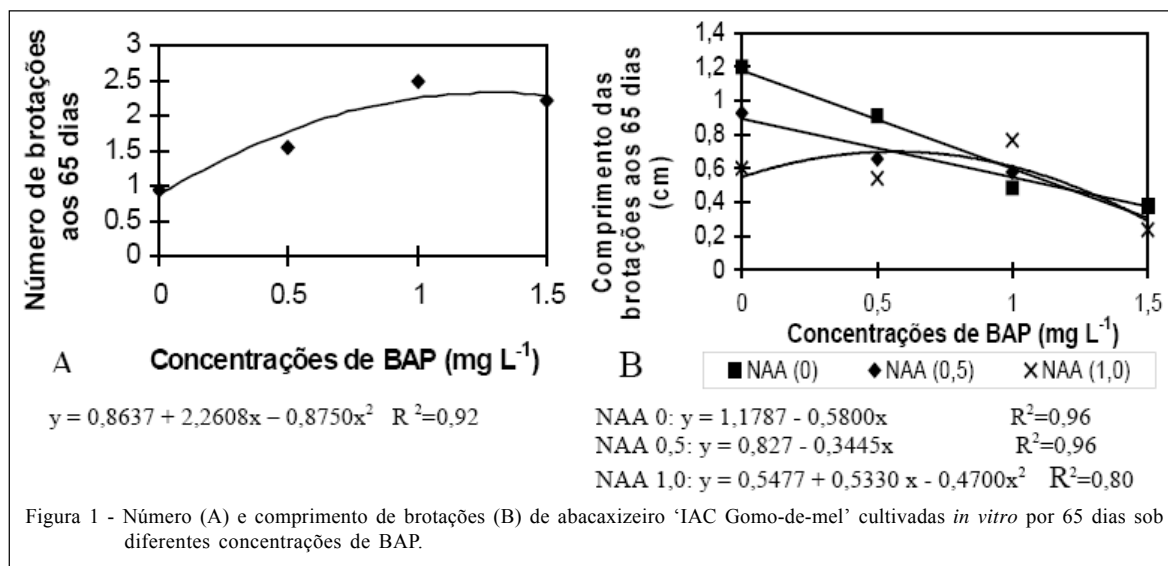 Número de brotações
aos 65 dias
3
2.5
2
1.5
1
0.5
0
0
0.5
1
1.5
Concentrações de BAP (mg L-1)
A
y = 0,8637 + 2,2608x – 0,8750x² R ²=0,92
Comprimento das
brotações aos 65 dias
(cm)
1,4
1,2
1
0,8
0,6
0,4
0,2
0
0
0,5
1
1,5
Concentrações de BAP (mg L-1)
B
NAA (0) NAA (0,5) NAA (1,0)
NAA 0: y = 1,1787 - 0,5800x R²=0,96
NAA 0,5: y = 0,827 - 0,3445x R²=0,96
NAA 1,0: y = 0,5477 + 0,5330 x - 0,4700x² R²=0,80
Figura 1 - Número (A) e comprimento de brotações (B) de abacaxizeiro ‘IAC Gomo-de-mel’ cultivadas in vitro por 65 dias sob
diferentes concentrações de BAP.